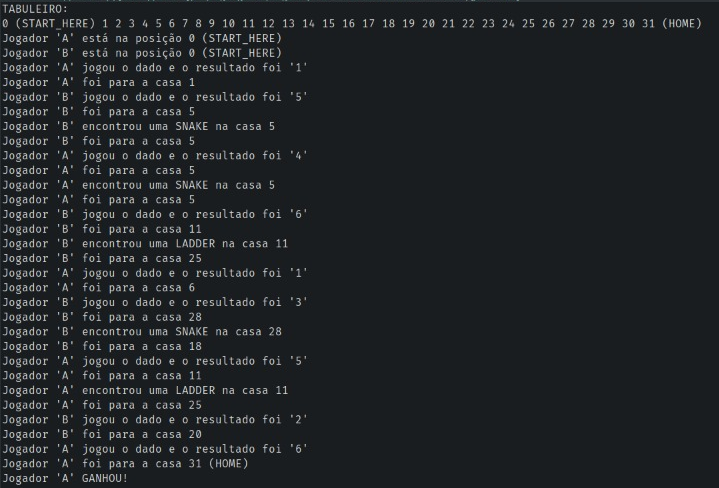 TABULEIRO:
0 (START_HERE) 1 2 3 4 5 6 7 8 9 10 11 12 13 14 15 16 17 18 19 20 21 22 23 24 25 26 27 28 29 30 31 (HOME)
Jogador 'A' está na posição 0 (START_HERE)
Jogador 'B' está na posição 0 (START_HERE)
Jogador 'A' jogou o dado e o resultado foi '1'
Jogador 'A' foi para a casa 1
Jogador 'B' jogou o dado e o resultado foi '5'
Jogador 'B' foi para a casa 5
Jogador 'B' encontrou uma SNAKE na casa 5
Jogador 'B' foi para a casa 5
Jogador 'A' jogou o dado e o resultado foi '4'
Jogador 'A' foi para a casa 5
Jogador 'A' encontrou uma SNAKE na casa 5
Jogador 'A' foi para a casa 5
Jogador 'B' jogou o dado e o resultado foi '6'
Jogador 'B' foi para a casa 11
Jogador 'B' encontrou uma LADDER na casa 11
Jogador 'B' foi para a casa 25
Jogador 'A' jogou o dado e o resultado foi '1'
Jogador 'A' foi para a casa 6
Jogador 'B' jogou o dado e o resultado foi '3'
Jogador 'B' foi para a casa 28
Jogador 'B' encontrou uma SNAKE na casa 28
Jogador 'B' foi para a casa 18
Jogador 'A' jogou o dado e o resultado foi '5'
Jogador 'A' foi para a casa 11
Jogador 'A' encontrou uma LADDER na casa 11
Jogador 'A' foi para a casa 25
Jogador 'B' jogou o dado e o resultado foi '2'
Jogador 'B' foi para a casa 20
Jogador 'A' jogou o dado e o resultado foi '6'
Jogador 'A' foi para a casa 31 (HOME)
Jogador 'A' GANHOU!